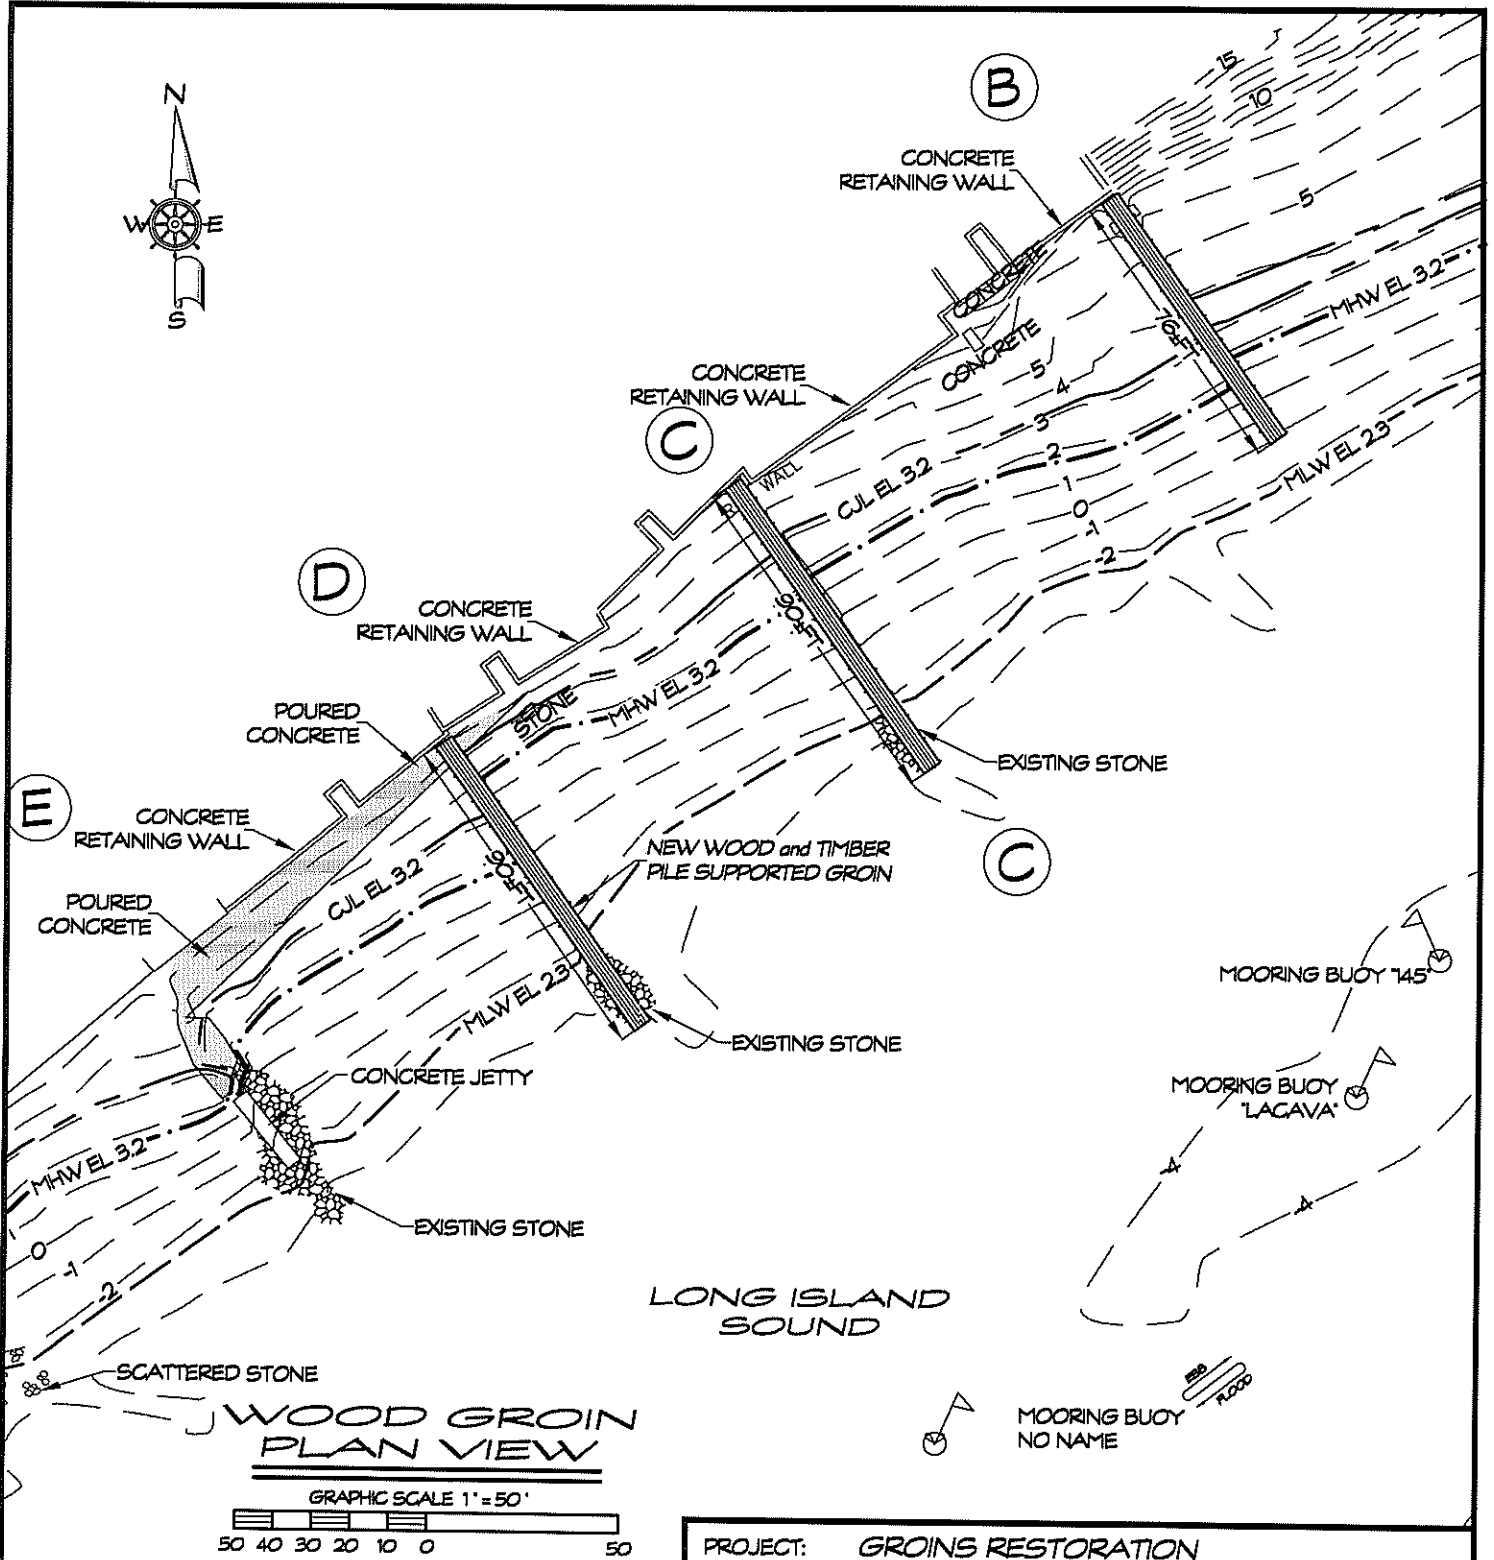 N
W E
S
B
CONCRETE
RETAINING WALL
15
10
5
CONCRETE
CONCRETE
MHW EL 3.2
76±FT.
CONCRETE
RETAINING WALL
5
4
3
2
1
0
-1
-2
CJL EL 3.2
MLW EL 2.3
C
WALL
90±FT.
D
CONCRETE
RETAINING WALL
STONE
MHW EL 3.2
POURED
CONCRETE
EXISTING STONE
E
CONCRETE
RETAINING WALL
NEW WOOD and TIMBER
PILE SUPPORTED GROIN
C
CJL EL 3.2
90±FT.
POURED
CONCRETE
MLW EL 2.3
MOORING BUOY "145"
EXISTING STONE
CONCRETE JETTY
MOORING BUOY
"LACAVA"
MHW EL 3.2
-4
-4
EXISTING STONE
0
-1
-2
LONG ISLAND
SOUND
SCATTERED STONE
EBB
FLOOD
MOORING BUOY
NO NAME
WOOD GROIN
PLAN VIEW
GRAPHIC SCALE 1"=50'
50 40 30 20 10 0 50
PROJECT: GROINS RESTORATION